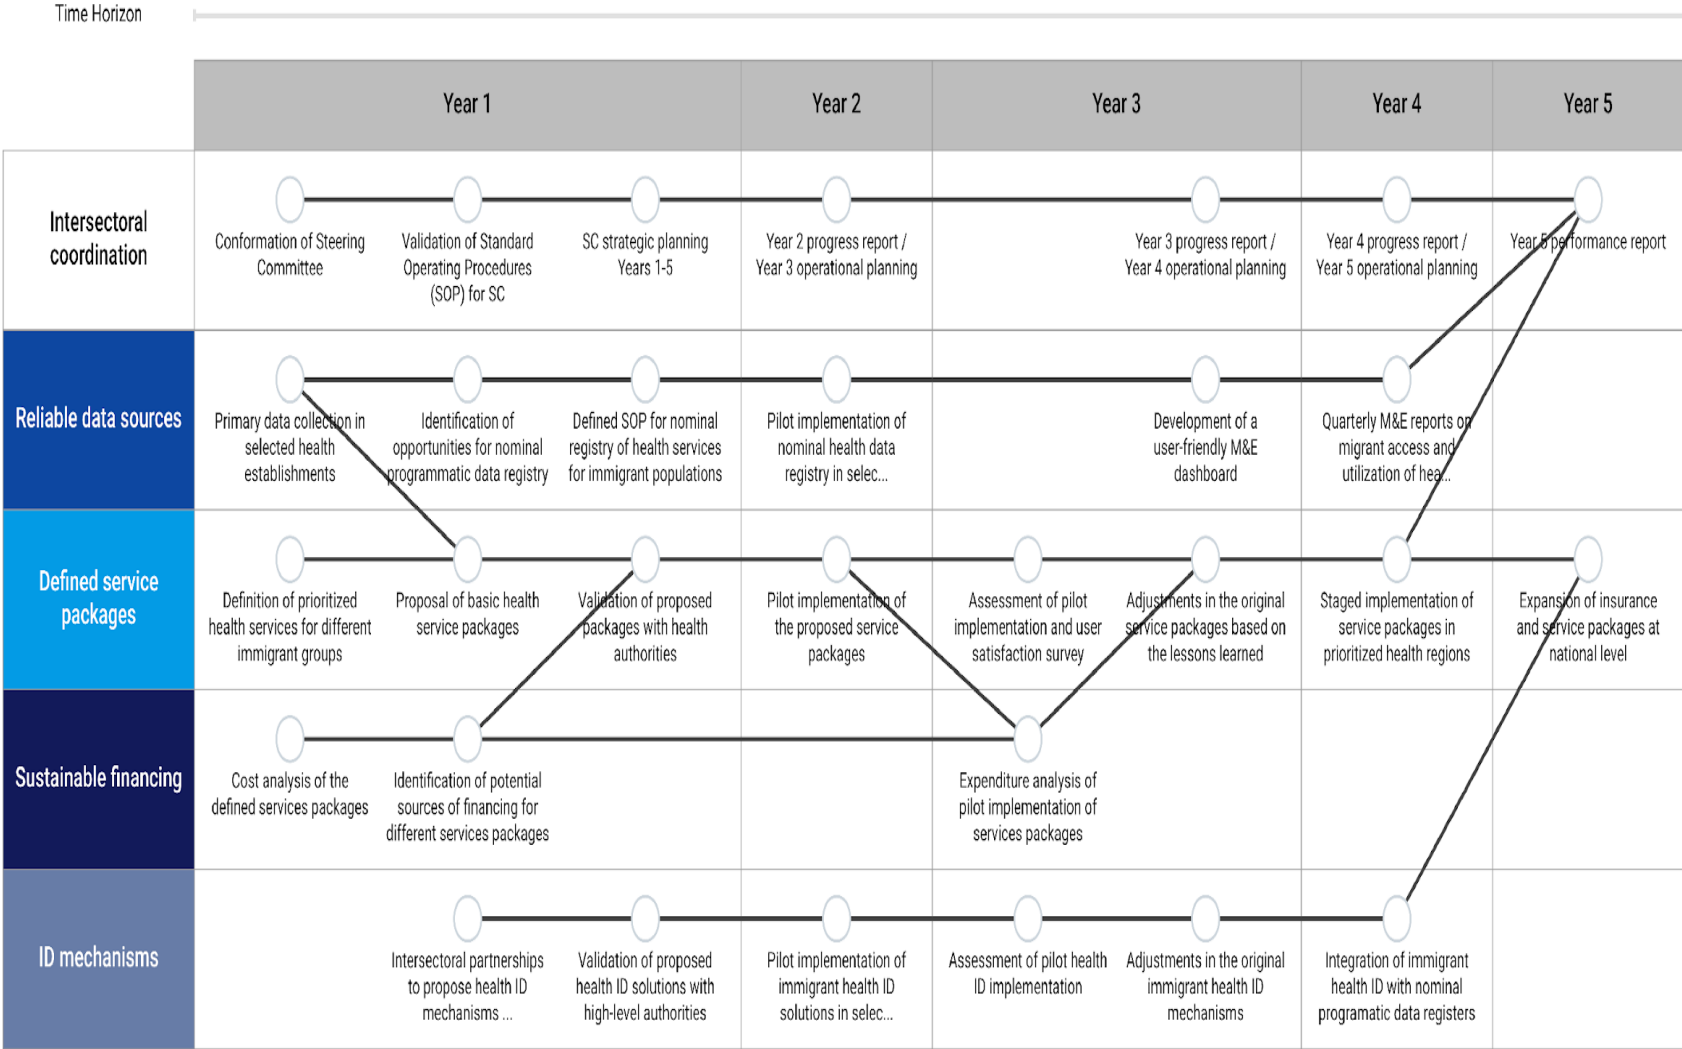 Time Horizon
Year 1
Year 2
Year 3
Year 4
Year 5
Intersectoral
coordination
Conformation of Steering
Committee
Validation of Standard
Operating Procedures
(SOP) for SC
SC strategic planning
Years 1-5
Year 2 progress report /
Year 3 operational planning
Year 3 progress report /
Year 4 operational planning
Year 4 progress report /
Year 5 operational planning
Year 5 performance report
Reliable data sources
Primary data collection in
selected health
establishments
Identification of
opportunities for nominal
programmatic data registry
Defined SOP for nominal
registry of health services
for immigrant populations
Pilot implementation of
nominal health data
registry in selec...
Development of a
user-friendly M&E
dashboard
Quarterly M&E reports on
migrant access and
utilization of hea...
Defined service
packages
Definition of prioritized
health services for different
immigrant groups
Proposal of basic health
service packages
Validation of proposed
packages with health
authorities
Pilot implementation of
the proposed service
packages
Assessment of pilot
implementation and user
satisfaction survey
Adjustments in the original
service packages based on
the lessons learned
Staged implementation of
service packages in
prioritized health regions
Expansion of insurance
and service packages at
national level
Sustainable financing
Cost analysis of the
defined services packages
Identification of potential
sources of financing for
different services packages
Expenditure analysis of
pilot implementation of
services packages
ID mechanisms
Intersectoral partnerships
to propose health ID
mechanisms ...
Validation of proposed
health ID solutions with
high-level authorities
Pilot implementation of
immigrant health ID
solutions in selec...
Assessment of pilot health
ID implementation
Adjustments in the original
immigrant health ID
mechanisms
Integration of immigrant
health ID with nominal
programatic data registers